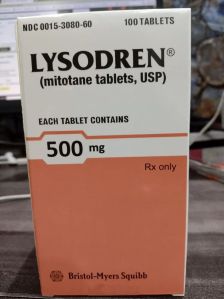 NDC 0015-3080-60 100 TABLETS
LYSODREN®
(mitotane tablets, USP)
EACH TABLET CONTAINS
500 mg
Rx only
Bristol-Myers Squibb